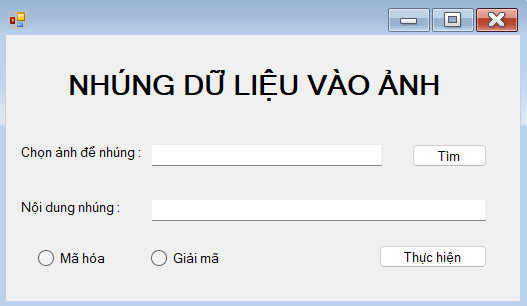 NHÚNG DỮ LIỆU VÀO ẢNH
Chọn ảnh để nhúng :
Tìm
Nội dung nhúng :
Mã hóa
Giải mã
Thực hiện